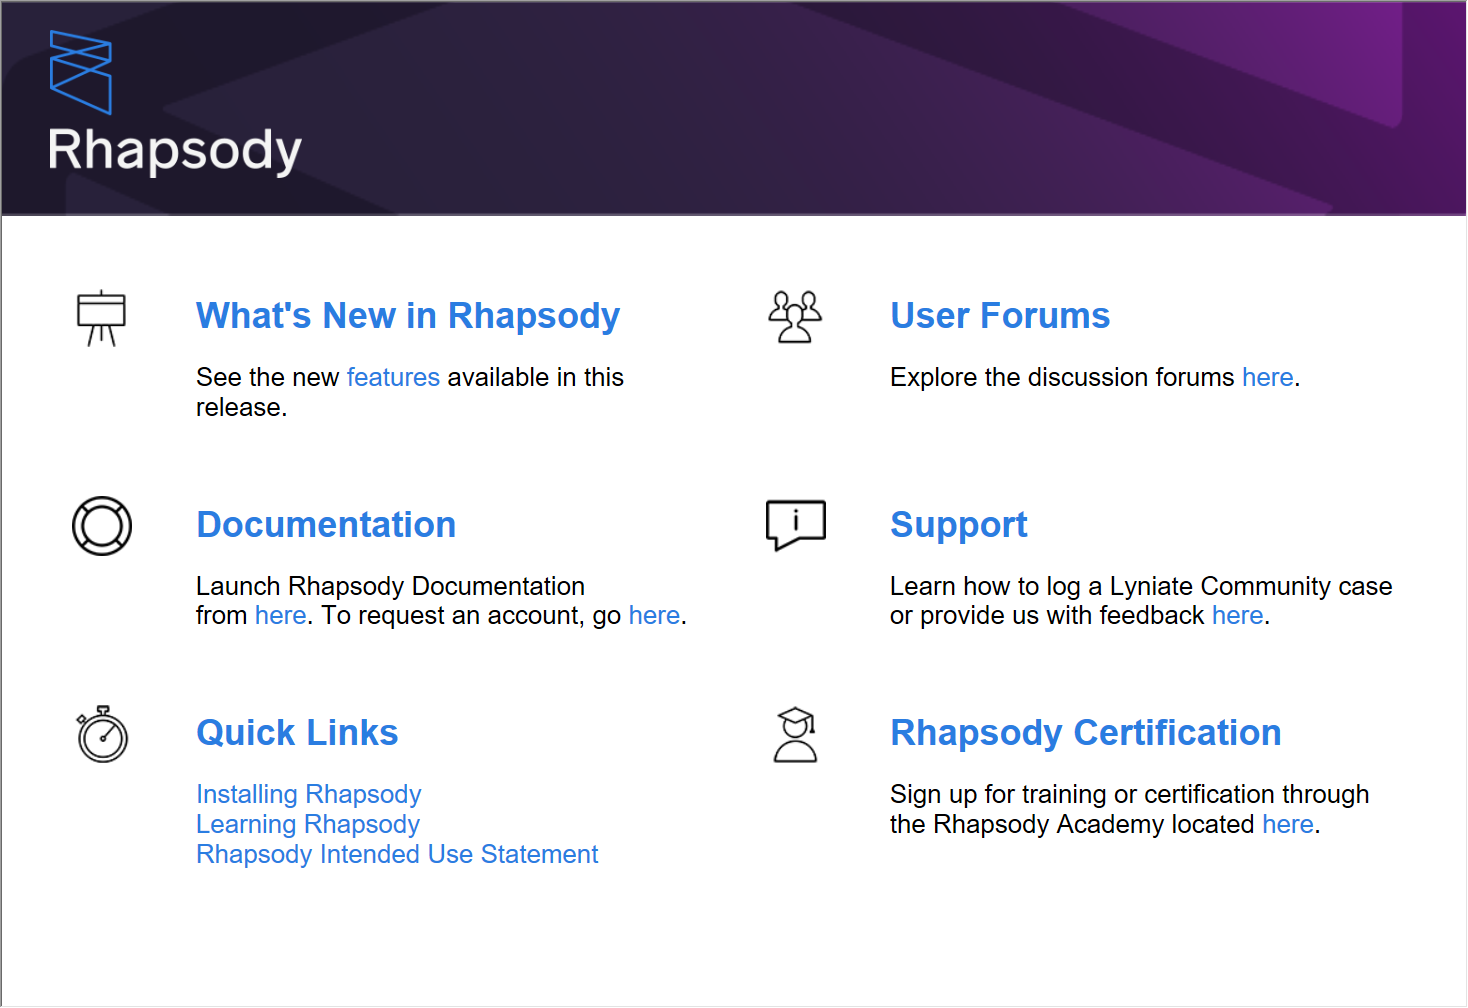 Rhapsody
What's New in Rhapsody
See the new features available in this
release.
User Forums
Explore the discussion forums here.
Documentation
Launch Rhapsody Documentation
from here. To request an account, go here.
Support
Learn how to log a Lyniate Community case
or provide us with feedback here.
Quick Links
Installing Rhapsody
Learning Rhapsody
Rhapsody Intended Use Statement
Rhapsody Certification
Sign up for training or certification through
the Rhapsody Academy located here.